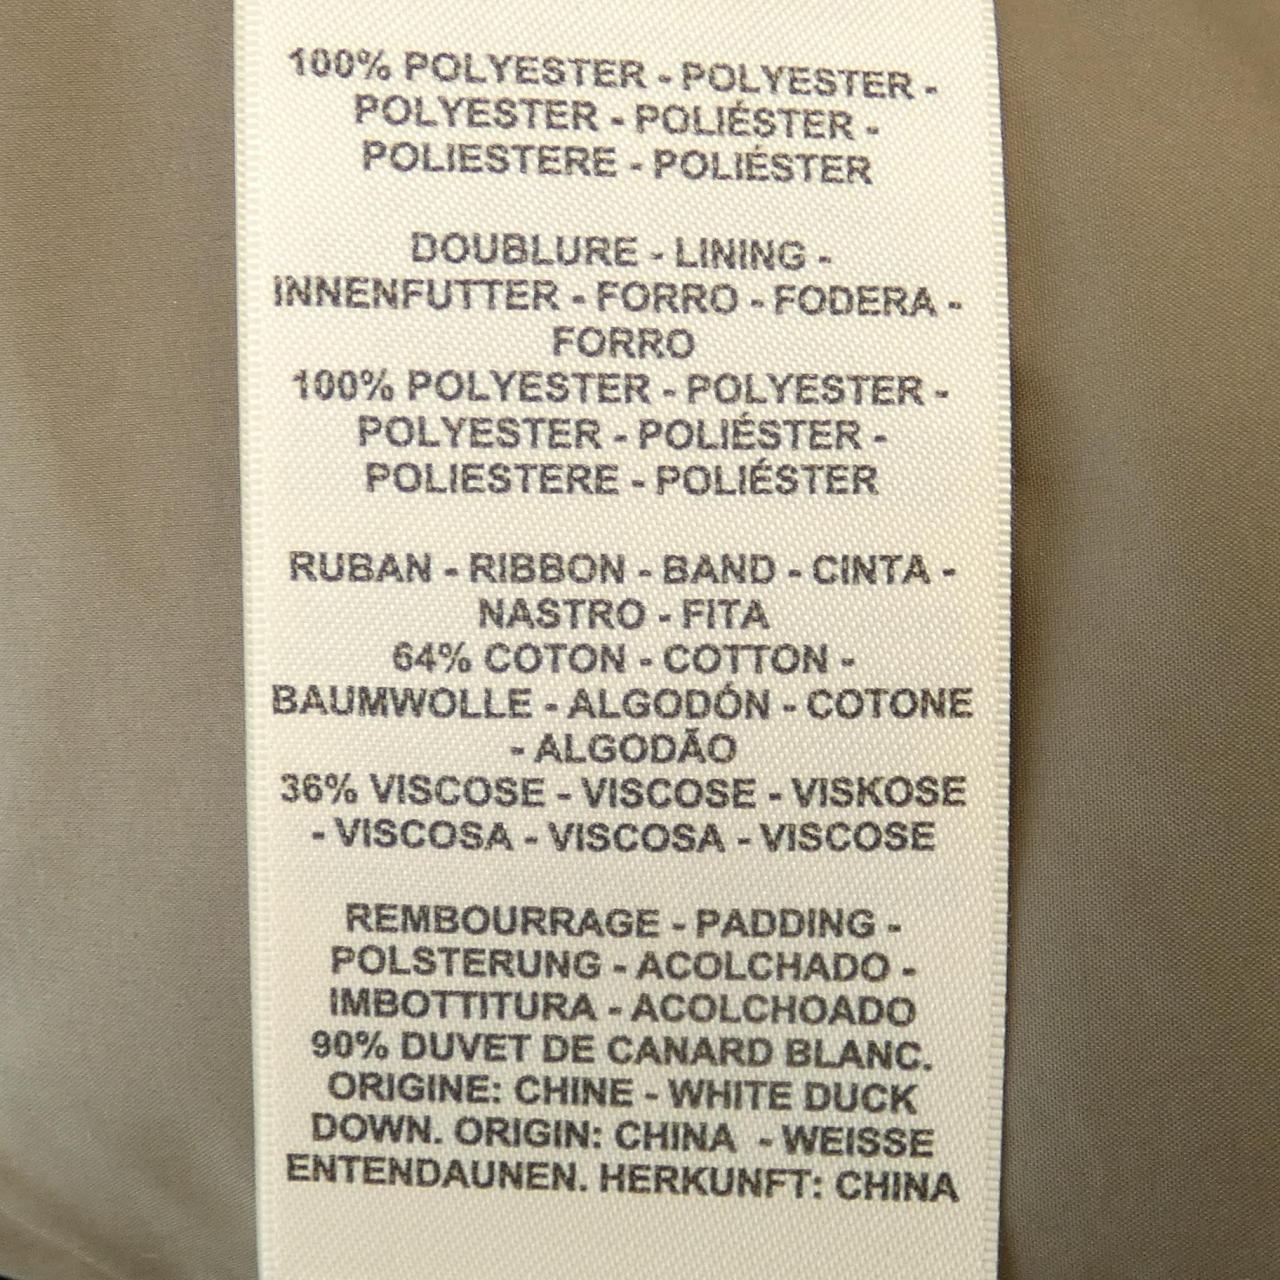 100% POLYESTER - POLYESTER -
POLYESTER - POLIÉSTER -
POLIESTERE - POLIÉSTER
DOUBLURE - LINING -
INNENFUTTER - FORRO - FODERA -
FORRO
100% POLYESTER - POLYESTER -
POLYESTER - POLIÉSTER -
POLIESTERE - POLIÉSTER
RUBAN - RIBBON - BAND - CINTA -
NASTRO - FITA
64% COTON - COTTON -
BAUMWOLLE - ALGODÓN - COTONE
- ALGODÃO
36% VISCOSE - VISCOSE - VISKOSE
- VISCOSA - VISCOSA - VISCOSE
REMBOURRAGE - PADDING -
POLSTERUNG - ACOLCHADO -
IMBOTTITURA - ACOLCHOADO
90% DUVET DE CANARD BLANC.
ORIGINE: CHINE - WHITE DUCK
DOWN. ORIGIN: CHINA - WEISSE
ENTENDAUNEN. HERKUNFT: CHINA